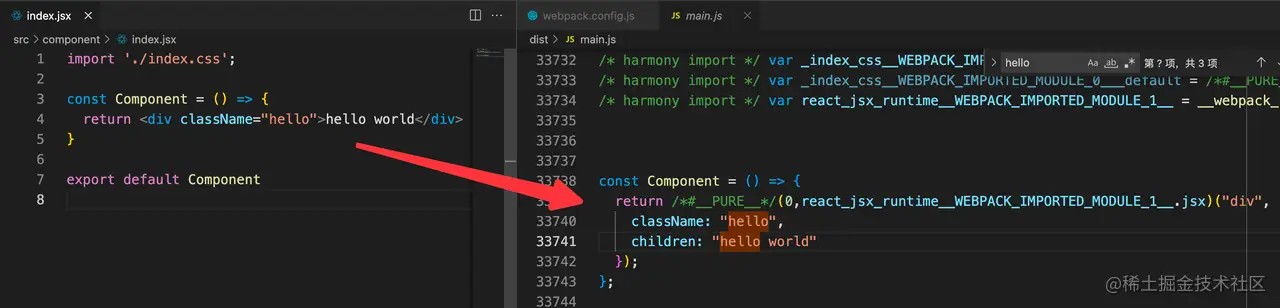 index.jsx
src > component > index.jsx
1 import './index.css';
2
3 const Component = () => {
4 return <div className="hello">hello world</div>
5 }
6
7 export default Component
8
webpack.config.js
JS main.js
dist > JS main.js
hello
Aa ab .*
第 ? 项，共 3 项
33732 /* harmony import */ var _index_css__WEBPACK_IMP
33733 /* harmony import */ var _index_css__WEBPACK_IMPORTED_MODULE_0___default = /*#__PURE
33734 /* harmony import */ var react_jsx_runtime__WEBPACK_IMPORTED_MODULE_1__ = __webpack_
33735
33736
33737
33738 const Component = () => {
return /*#__PURE__*/(0,react_jsx_runtime__WEBPACK_IMPORTED_MODULE_1__.jsx)("div",
33740 className: "hello",
33741 children: "hello world"
33742 });
33743 };
33744
@稀土掘金技术社区